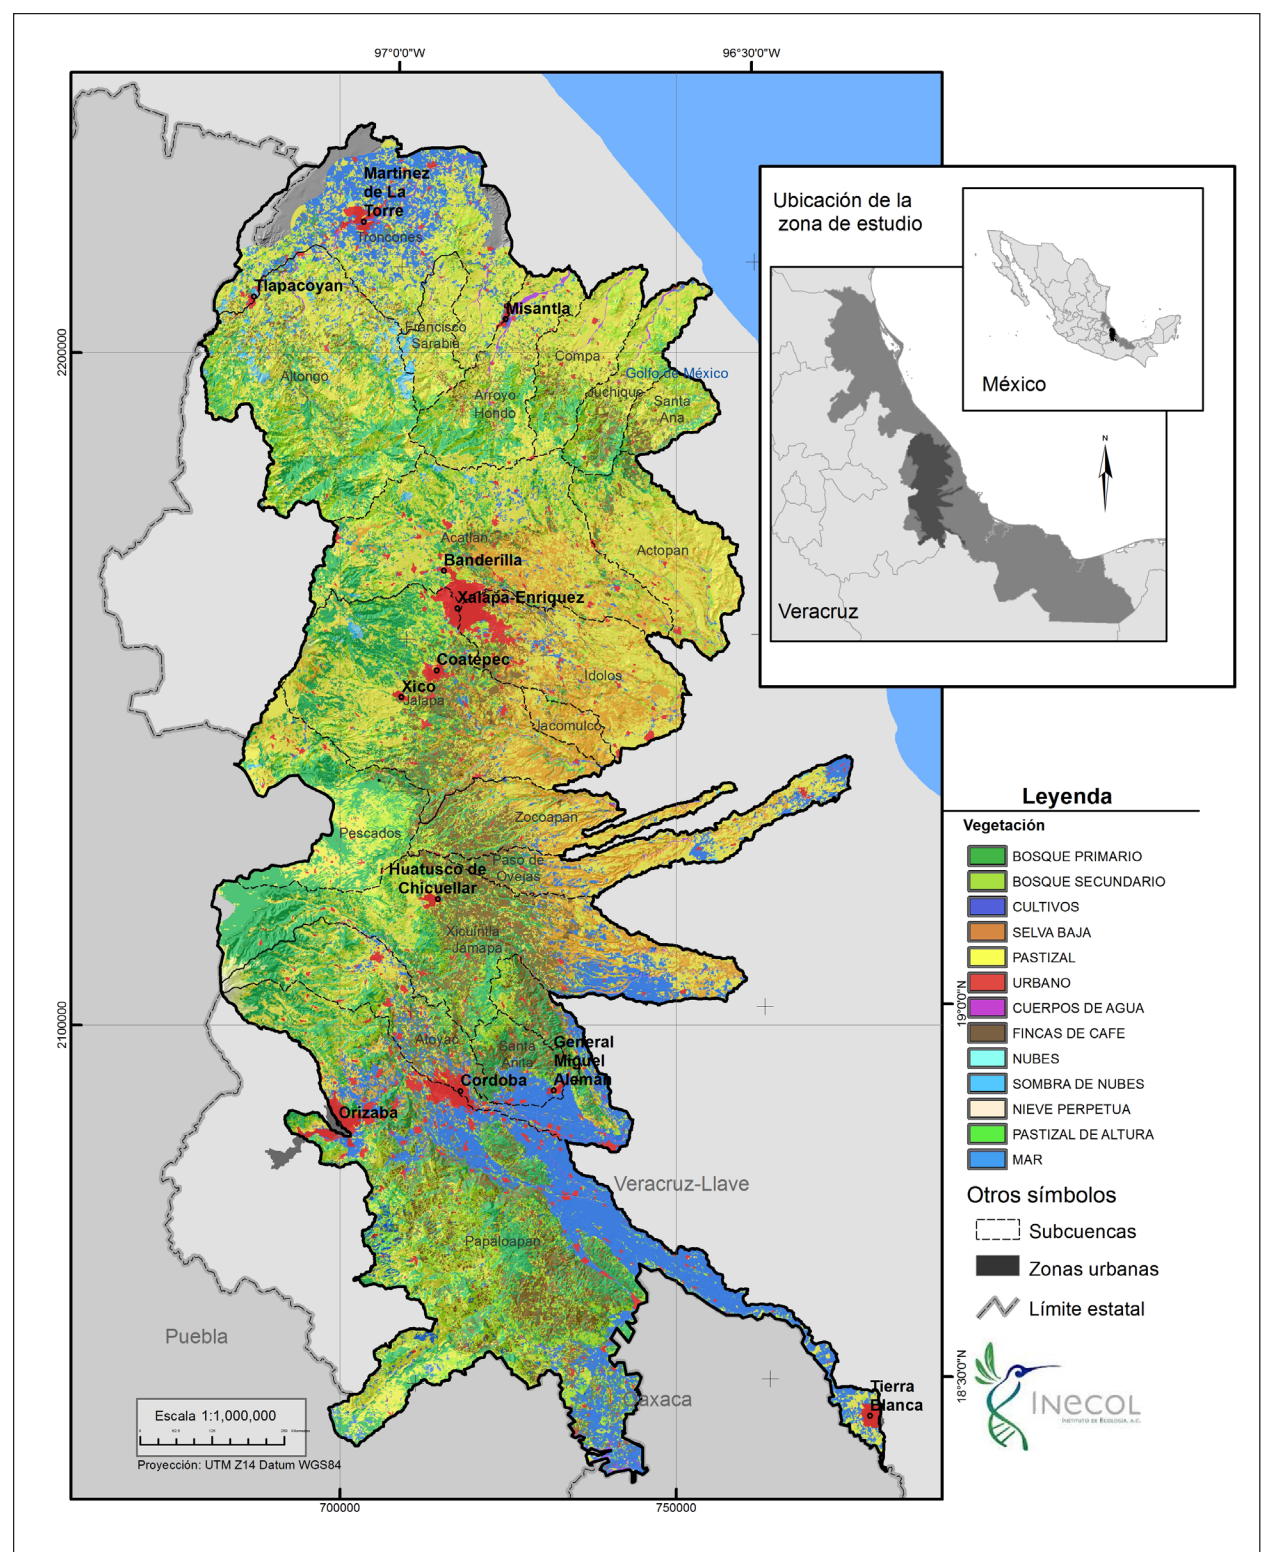 97°0'0"W
96°30'0"W
2200000
2100000
19°0'0"N
18°30'0"N
700000
750000
Martinez
de La
Torre
Troncones
Tlapacoyan
Misantla
Francisco
Sarabia
Altongo
Compa
Golfo de México
Juchique
Arroyo
Hondo
Santa
Ana
Acatlan
Actopan
Banderilla
Xalapa-Enriquez
Coatepec
Idolos
Xico
Jalapa
Jacomulco
Zocoapan
Pescados
Paso de
Ovejas
Huatusco de
Chicuellar
Xicuintla
Jamapa
Atoyac
Santa
Anita
General
Miguel
Alemán
Cordoba
Orizaba
Veracruz-Llave
Papaloapan
Puebla
axaca
Tierra
Blanca
Escala 1:1,000,000
Proyección: UTM Z14 Datum WGS84
Ubicación de la
zona de estudio
México
N
Veracruz
Leyenda
Vegetación
BOSQUE PRIMARIO
BOSQUE SECUNDARIO
CULTIVOS
SELVA BAJA
PASTIZAL
URBANO
CUERPOS DE AGUA
FINCAS DE CAFE
NUBES
SOMBRA DE NUBES
NIEVE PERPETUA
PASTIZAL DE ALTURA
MAR
Otros símbolos
Subcuencas
Zonas urbanas
Límite estatal
INECOL
INSTITUTO DE ECOLOGÍA, A.C.